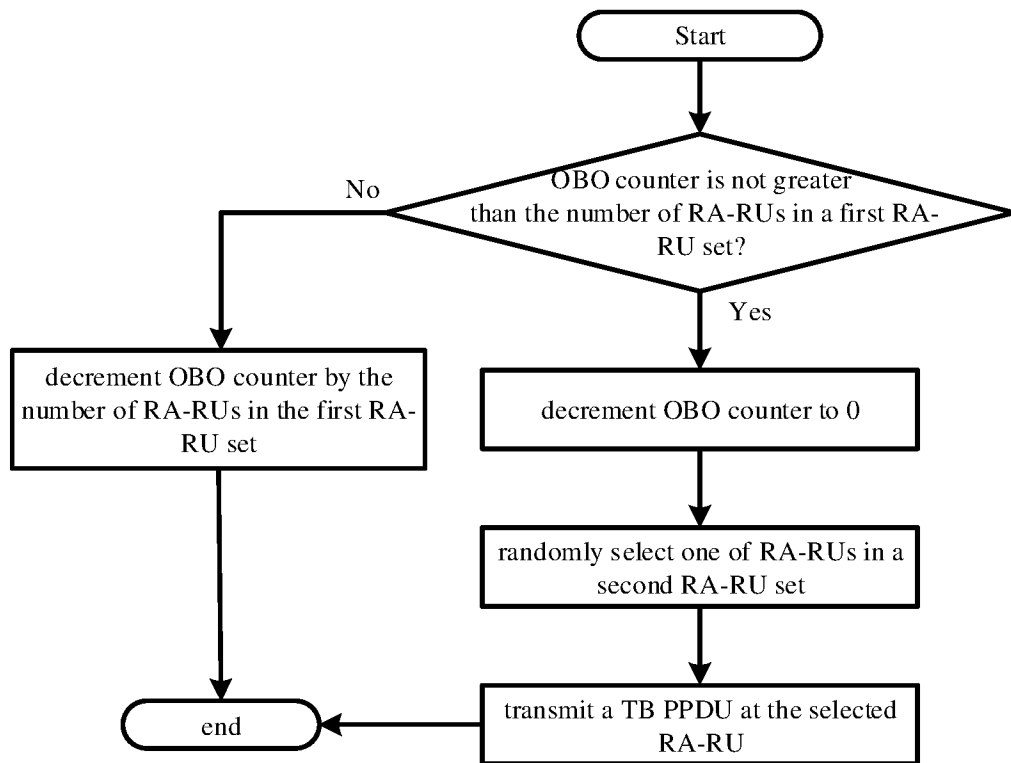 Start
OBO counter is not greater
than the number of RA-RUs in a first RA-
RU set?
No
Yes
decrement OBO counter by the
number of RA-RUs in the first RA-
RU set
decrement OBO counter to 0
randomly select one of RA-RUs in a
second RA-RU set
transmit a TB PPDU at the selected
RA-RU
end